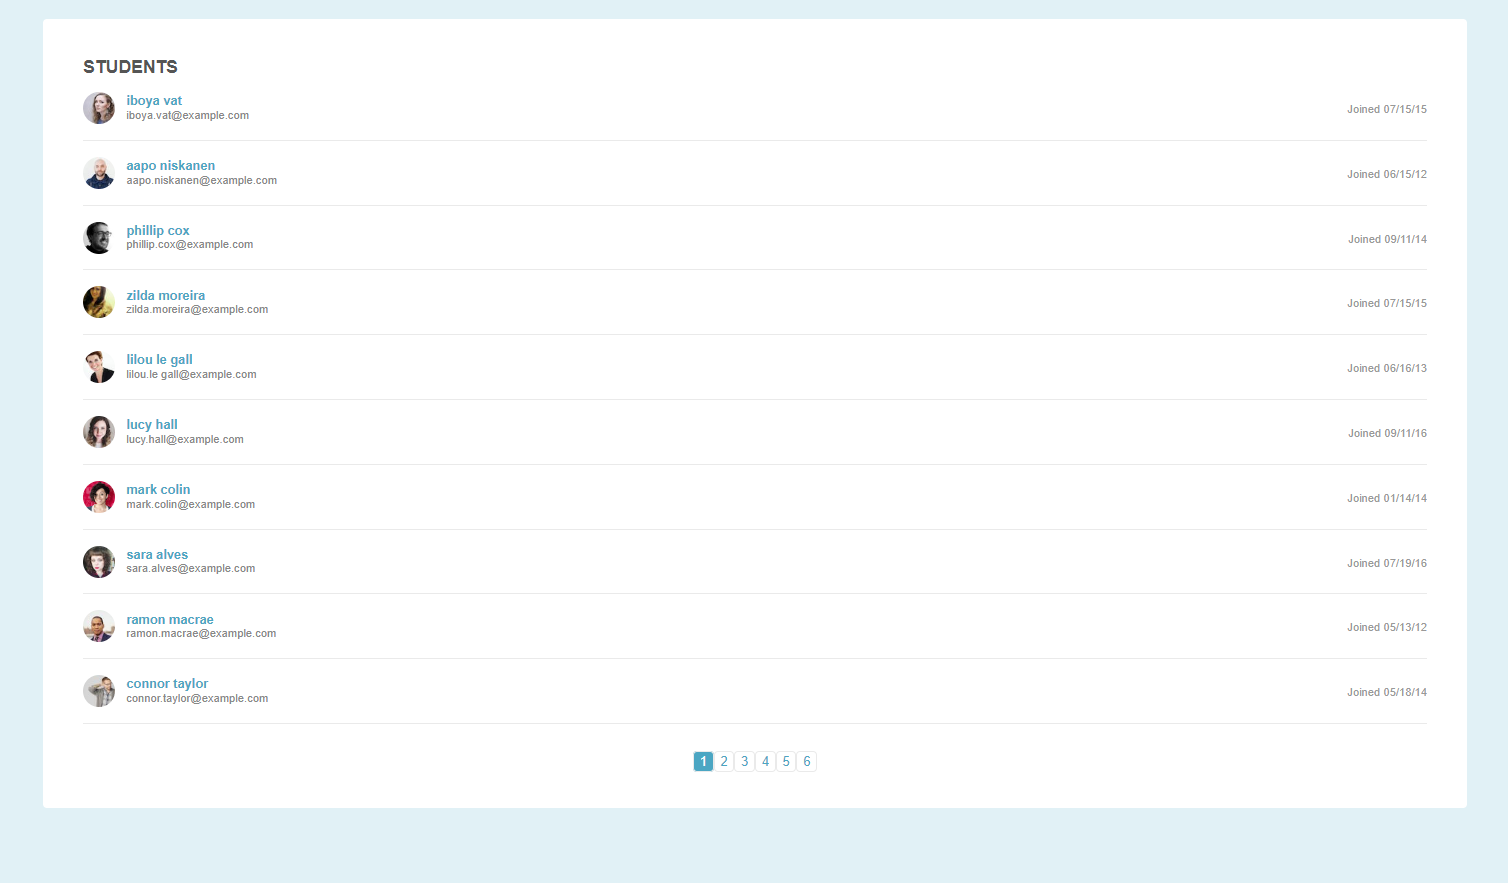 STUDENTS
iboya vat
iboya.vat@example.com
Joined 07/15/15
aapo niskanen
aapo.niskanen@example.com
Joined 06/15/12
phillip cox
phillip.cox@example.com
Joined 09/11/14
zilda moreira
zilda.moreira@example.com
Joined 07/15/15
lilou le gall
lilou.le gall@example.com
Joined 06/16/13
lucy hall
lucy.hall@example.com
Joined 09/11/16
mark colin
mark.colin@example.com
Joined 01/14/14
sara alves
sara.alves@example.com
Joined 07/19/16
ramon macrae
ramon.macrae@example.com
Joined 05/13/12
connor taylor
connor.taylor@example.com
Joined 05/18/14
1 2 3 4 5 6